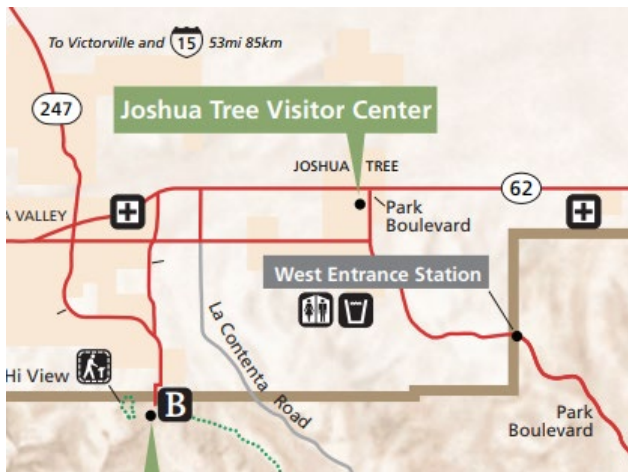 To Victorville and 15 53mi 85km
247
Joshua Tree Visitor Center
JOSHUA TREE
62
A VALLEY
Park
Boulevard
West Entrance Station
La Contenta Road
Hi View
B
Park
Boulevard